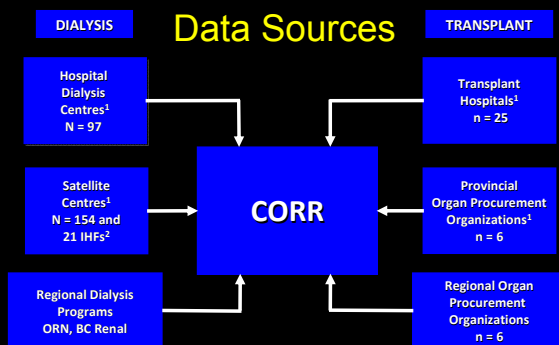 DIALYSIS
Data Sources
TRANSPLANT
Hospital
Dialysis
Centres¹
N = 97
Transplant
Hospitals¹
n = 25
Satellite
Centres¹
N = 154 and
21 IHFs²
CORR
Provincial
Organ Procurement
Organizations¹
n = 6
Regional Dialysis
Programs
ORN, BC Renal
Regional Organ
Procurement
Organizations
n = 6